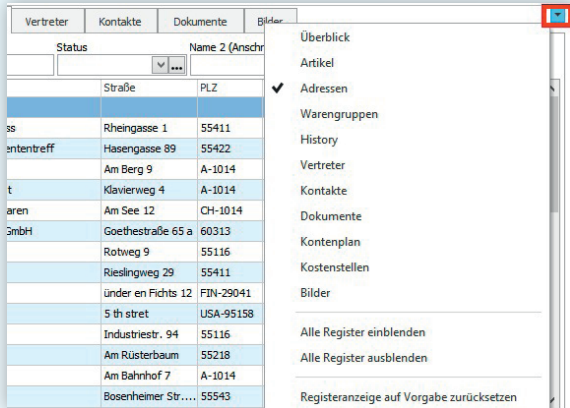 Vertreter Kontakte Dokumente Bilder
Status Name 2 (Anschr
Straße PLZ
ss Rheingasse 1 55411
ententreff Hasengasse 89 55422
Am Berg 9 A-1014
t Klavierweg 4 A-1014
aren Am See 12 CH-1014
GmbH Goethestraße 65 a 60313
Rotweg 9 55116
Rieslingweg 29 55411
ünder en Fichts 12 FIN-29041
5 th stret USA-95158
Industriestr. 94 55116
Am Rüsterbaum 55218
Am Bahnhof 7 A-1014
Bosenheimer Str.... 55543
Überblick
Artikel
Adressen
Warengruppen
History
Vertreter
Kontakte
Dokumente
Kontenplan
Kostenstellen
Bilder
Alle Register einblenden
Alle Register ausblenden
Registeranzeige auf Vorgabe zurücksetzen